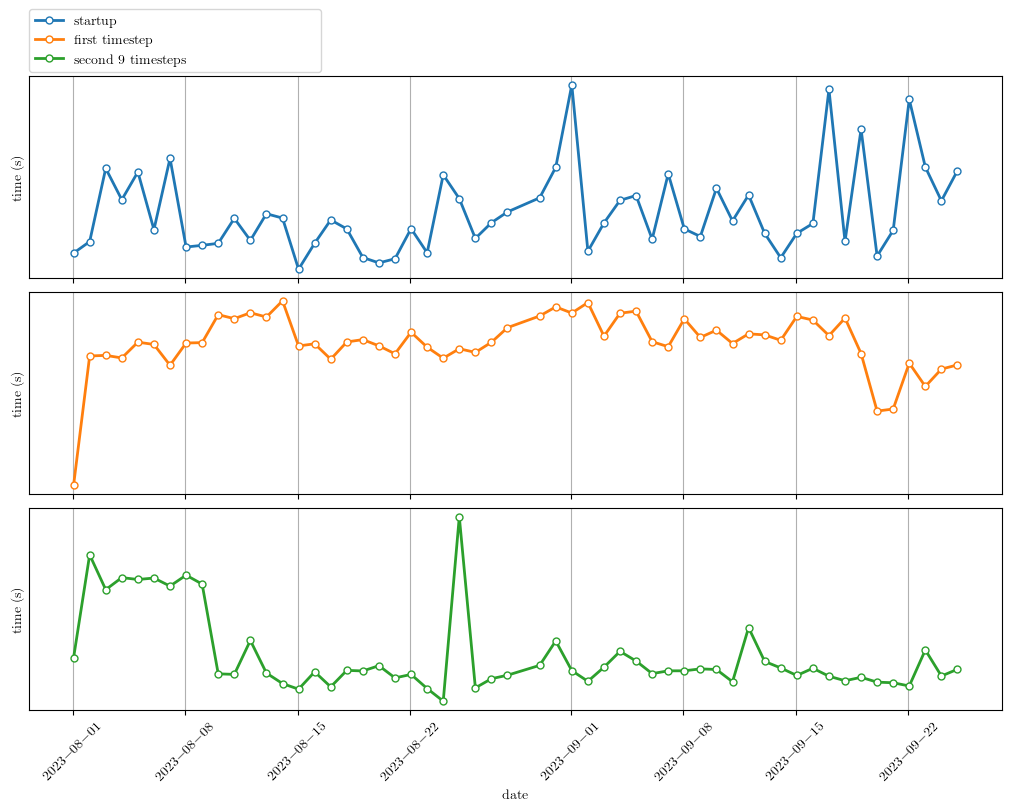 startup
first timestep
second 9 timesteps
time (s)
time (s)
time (s)
2023−08−01
2023−08−08
2023−08−15
2023−08−22
2023−09−01
2023−09−08
2023−09−15
2023−09−22
date